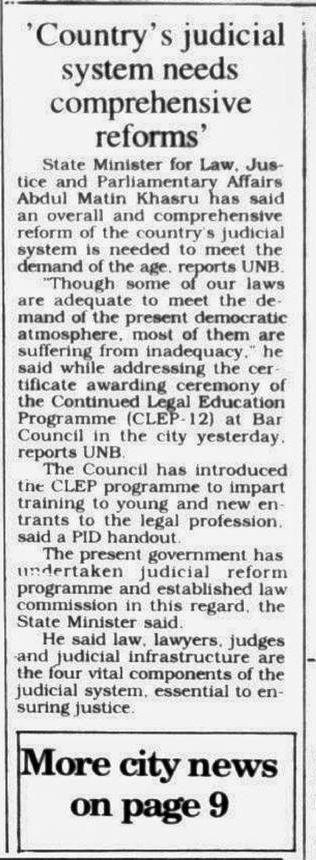 'Country's judicial
system needs
comprehensive
reforms'
State Minister for Law, Jus-
tice and Parliamentary Affairs
Abdul Matin Khasru has said
an overall and comprehensive
reform of the country's judicial
system is needed to meet the
demand of the age, reports UNB.
"Though some of our laws
are adequate to meet the de-
mand of the present democratic
atmosphere, most of them are
suffering from inadequacy," he
said while addressing the cer-
tificate awarding ceremony of
the Continued Legal Education
Programme (CLEP-12) at Bar
Council in the city yesterday,
reports UNB.
The Council has introduced
the CLEP programme to impart
training to young and new en-
trants to the legal profession,
said a PID handout.
The present government has
undertaken judicial reform
programme and established law
commission in this regard, the
State Minister said.
He said law, lawyers, judges
and judicial infrastructure are
the four vital components of the
judicial system, essential to en-
suring justice.
More city news
on page 9